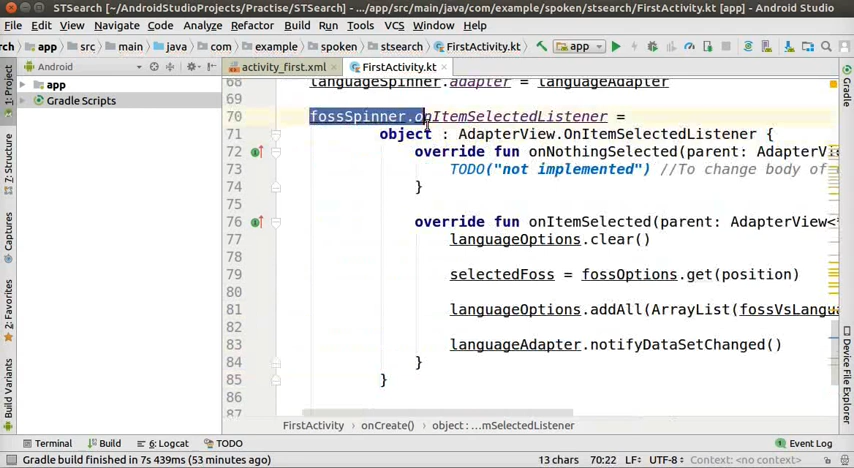 STSearch [~/AndroidStudioProjects/Practise/STSearch] - .../app/src/main/java/com/example/spoken/stsearch/FirstActivity.kt [app] - Android Studio
File Edit View Navigate Code Analyze Refactor Build Run Tools VCS Window Help
rch app src main java com example spoken stsearch FirstActivity.kt app
Android activity_first.xml FirstActivity.kt
app
Gradle Scripts
1: Project
7: Structure
Captures
2: Favorites
Build Variants
68 languageSpinner.adapter = languageAdapter
69
70 fossSpinner.onItemSelectedListener =
71 object : AdapterView.OnItemSelectedListener {
72 override fun onNothingSelected(parent: AdapterVi
73 TODO("not implemented") //To change body of
74 }
75
76 override fun onItemSelected(parent: AdapterView<
77 languageOptions.clear()
78
79 selectedFoss = fossOptions.get(position)
80
81 languageOptions.addAll(ArrayList(fossVsLangu
82
83 languageAdapter.notifyDataSetChanged()
84 }
85 }
86
87
Gradle
Device File Explorer
FirstActivity onCreate() object : ...mSelectedListener
Terminal Build 6: Logcat TODO Event Log
Gradle build finished in 7s 439ms (53 minutes ago) 13 chars 70:22 LF÷ UTF-8÷ Context: <no context>